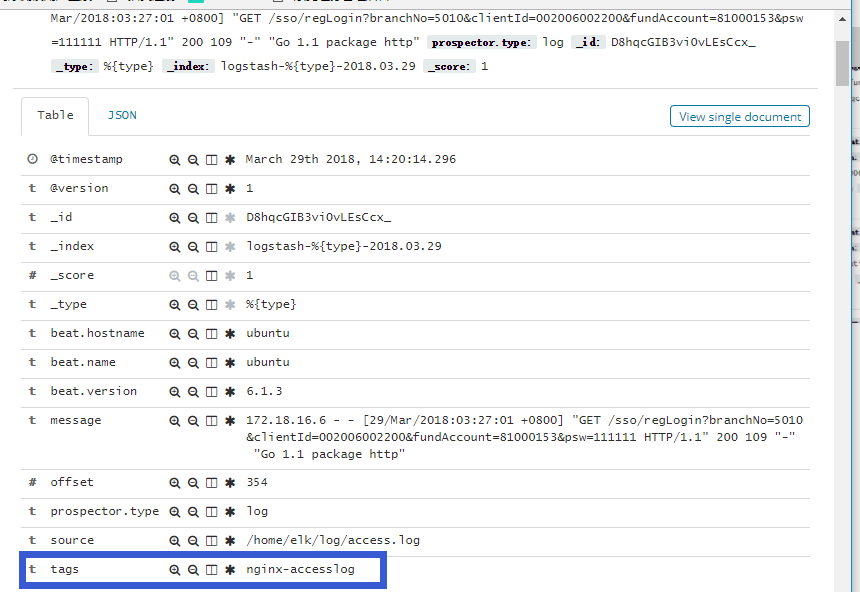 Mar/2018:03:27:01 +0800] "GET /sso/regLogin?branchNo=5010&clientId=002006002200&fundAccount=81000153&psw
=111111 HTTP/1.1" 200 109 "-" "Go 1.1 package http" prospector.type: log _id: D8hqcGIB3viOvLEsCcx_
_type: %{type} _index: logstash-%{type}-2018.03.29 _score: 1
Table JSON View single document
@timestamp March 29th 2018, 14:20:14.296
t @version 1
t _id D8hqcGIB3viOvLEsCcx_
t _index logstash-%{type}-2018.03.29
# _score 1
t _type %{type}
t beat.hostname ubuntu
t beat.name ubuntu
t beat.version 6.1.3
t message 172.18.16.6 - - [29/Mar/2018:03:27:01 +0800] "GET /sso/regLogin?branchNo=5010
&clientId=002006002200&fundAccount=81000153&psw=111111 HTTP/1.1" 200 109 "-"
"Go 1.1 package http"
# offset 354
t prospector.type log
t source /home/elk/log/access.log
t tags nginx-accesslog